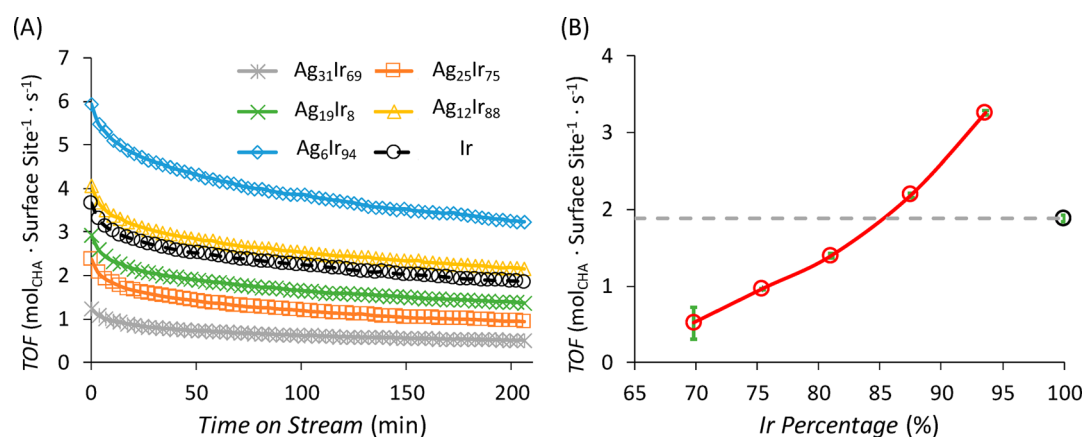 (A)
TOF (molCHA · Surface Site-1 · s-1)
7
6
5
4
3
2
1
0
Ag31Ir69 Ag25Ir75
Ag19Ir8 Ag12Ir88
Ag6Ir94 Ir
0 50 100 150 200
Time on Stream (min)
(B)
TOF (molCHA · Surface Site-1 · s-1)
4
3
2
1
0
65 70 75 80 85 90 95 100
Ir Percentage (%)